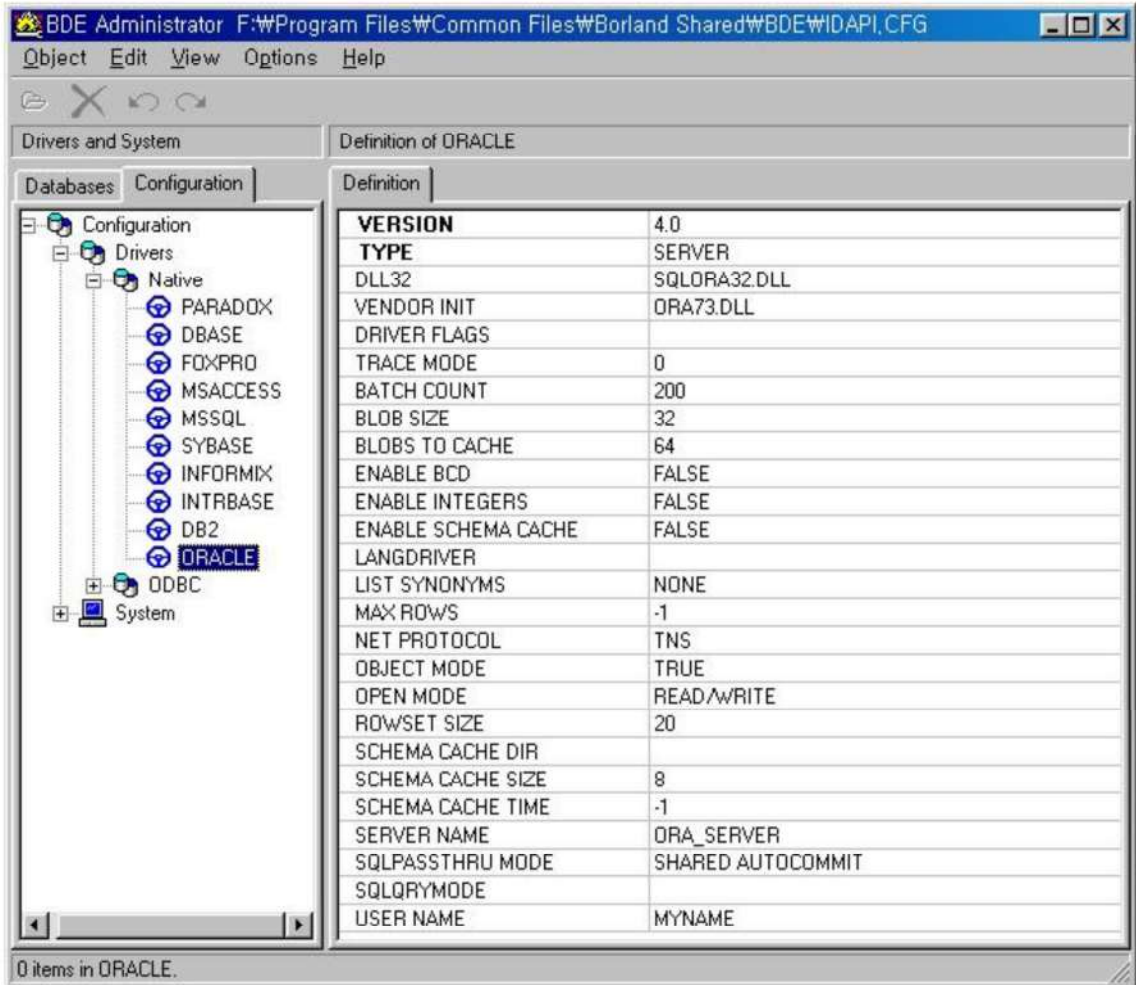 BDE Administrator F:₩Program Files₩Common Files₩Borland Shared₩BDE₩IDAPI.CFG
Object Edit View Options Help
Drivers and System
Definition of ORACLE
Databases Configuration
Definition
Configuration
Drivers
Native
PARADOX
DBASE
FOXPRO
MSACCESS
MSSQL
SYBASE
INFORMIX
INTRBASE
DB2
ORACLE
ODBC
System
VERSION 4.0
TYPE SERVER
DLL32 SQLORA32.DLL
VENDOR INIT ORA73.DLL
DRIVER FLAGS
TRACE MODE 0
BATCH COUNT 200
BLOB SIZE 32
BLOBS TO CACHE 64
ENABLE BCD FALSE
ENABLE INTEGERS FALSE
ENABLE SCHEMA CACHE FALSE
LANGDRIVER
LIST SYNONYMS NONE
MAX ROWS -1
NET PROTOCOL TNS
OBJECT MODE TRUE
OPEN MODE READ/WRITE
ROWSET SIZE 20
SCHEMA CACHE DIR
SCHEMA CACHE SIZE 8
SCHEMA CACHE TIME -1
SERVER NAME ORA_SERVER
SQLPASSTHRU MODE SHARED AUTOCOMMIT
SQLQRYMODE
USER NAME MYNAME
0 items in ORACLE.